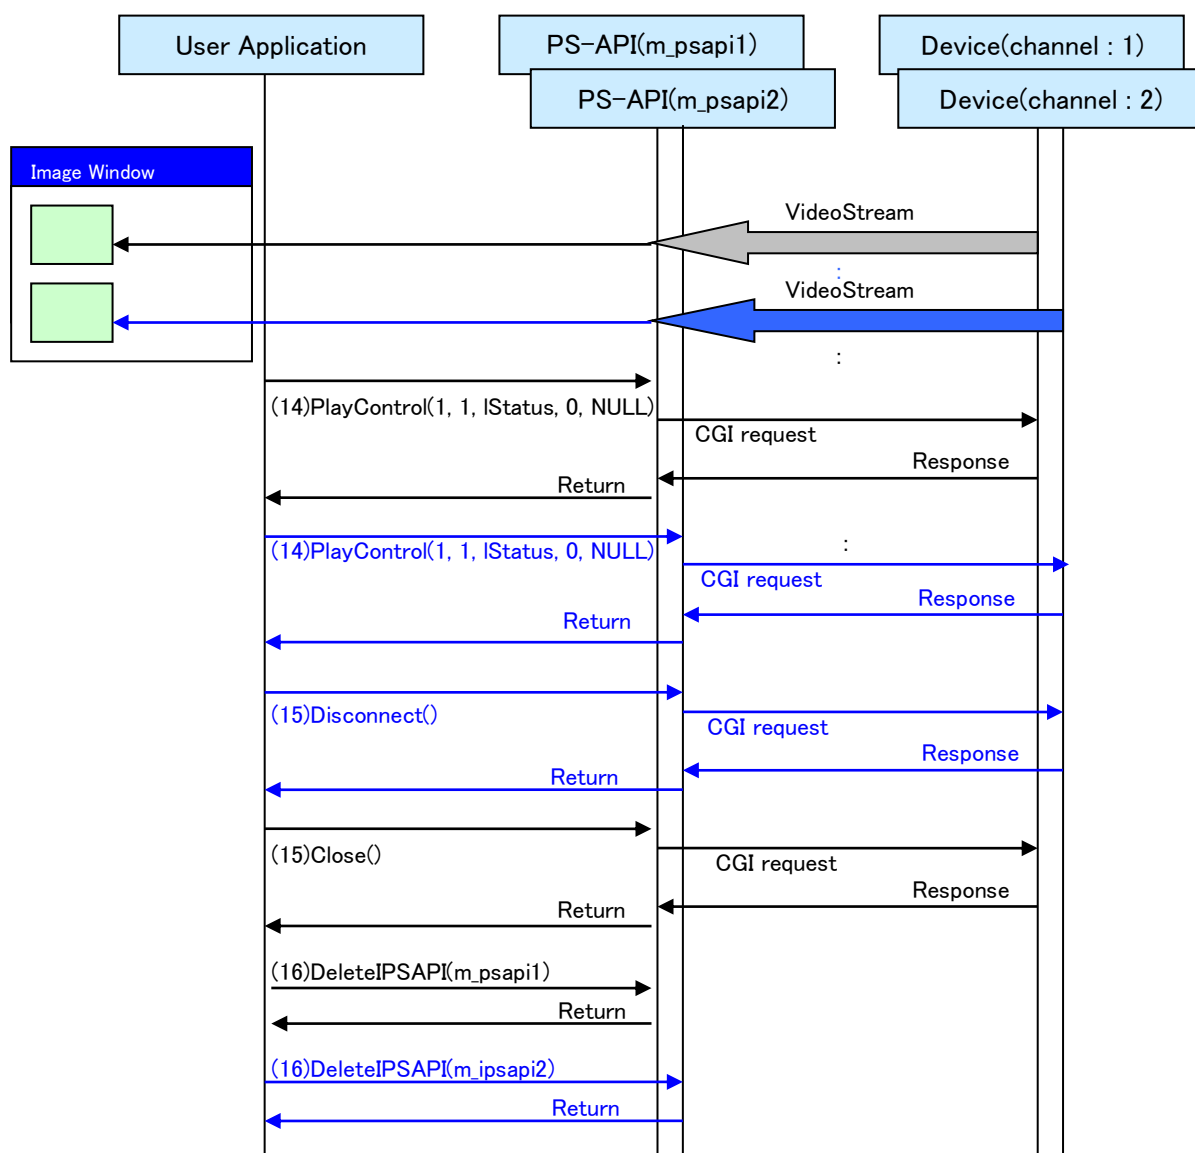 User Application
PS-API(m_psapi1)
Device(channel : 1)
PS-API(m_psapi2)
Device(channel : 2)
Image Window
VideoStream
:
VideoStream
:
(14)PlayControl(1, 1, lStatus, 0, NULL)
CGI request
Response
Return
(14)PlayControl(1, 1, lStatus, 0, NULL)
:
CGI request
Response
Return
(15)Disconnect()
CGI request
Response
Return
(15)Close()
CGI request
Response
Return
(16)DeleteIPSAPI(m_psapi1)
Return
(16)DeleteIPSAPI(m_ipsapi2)
Return